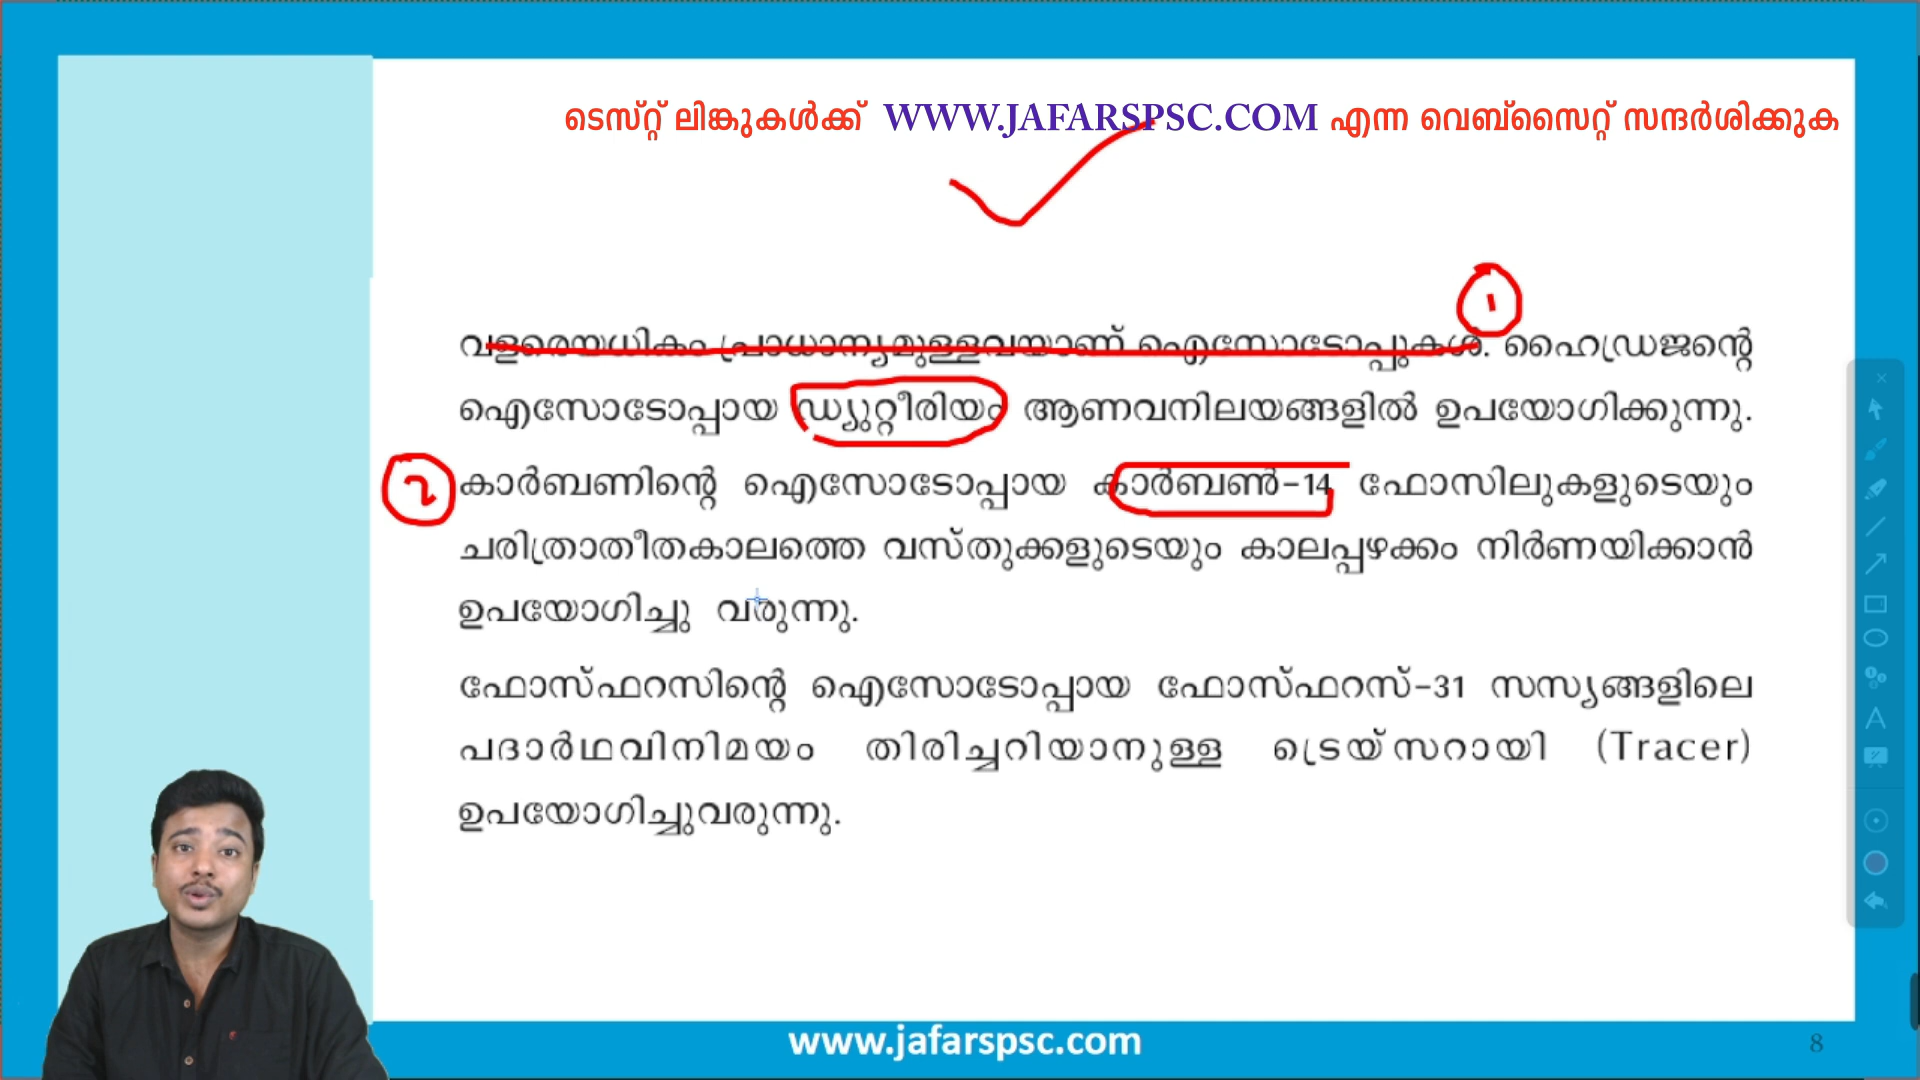 ടെസ്റ്റ് ലിങ്കുകൾക്ക് WWW.JAFARSPSC.COM എന്ന വെബ്സൈറ്റ് സന്ദർശിക്കുക
1
വളരെയധികം പ്രാധാന്യമുള്ളവയാണ് ഐസോടോപ്പുകൾ. ഹൈഡ്രജന്റെ
ഐസോടോപ്പായ ഡ്യുറ്റീരിയം ആണവനിലയങ്ങളിൽ ഉപയോഗിക്കുന്നു.
2 കാർബണിന്റെ ഐസോടോപ്പായ കാർബൺ-14 ഫോസിലുകളുടെയും
ചരിത്രാതീതകാലത്തെ വസ്തുക്കളുടെയും കാലപ്പഴക്കം നിർണയിക്കാൻ
ഉപയോഗിച്ചു വരുന്നു.
ഫോസ്ഫറസിന്റെ ഐസോടോപ്പായ ഫോസ്ഫറസ്-31 സസ്യങ്ങളിലെ
പദാർഥവിനിമയം തിരിച്ചറിയാനുള്ള ട്രെയ്സറായി (Tracer)
ഉപയോഗിച്ചുവരുന്നു.
www.jafarspsc.com
8